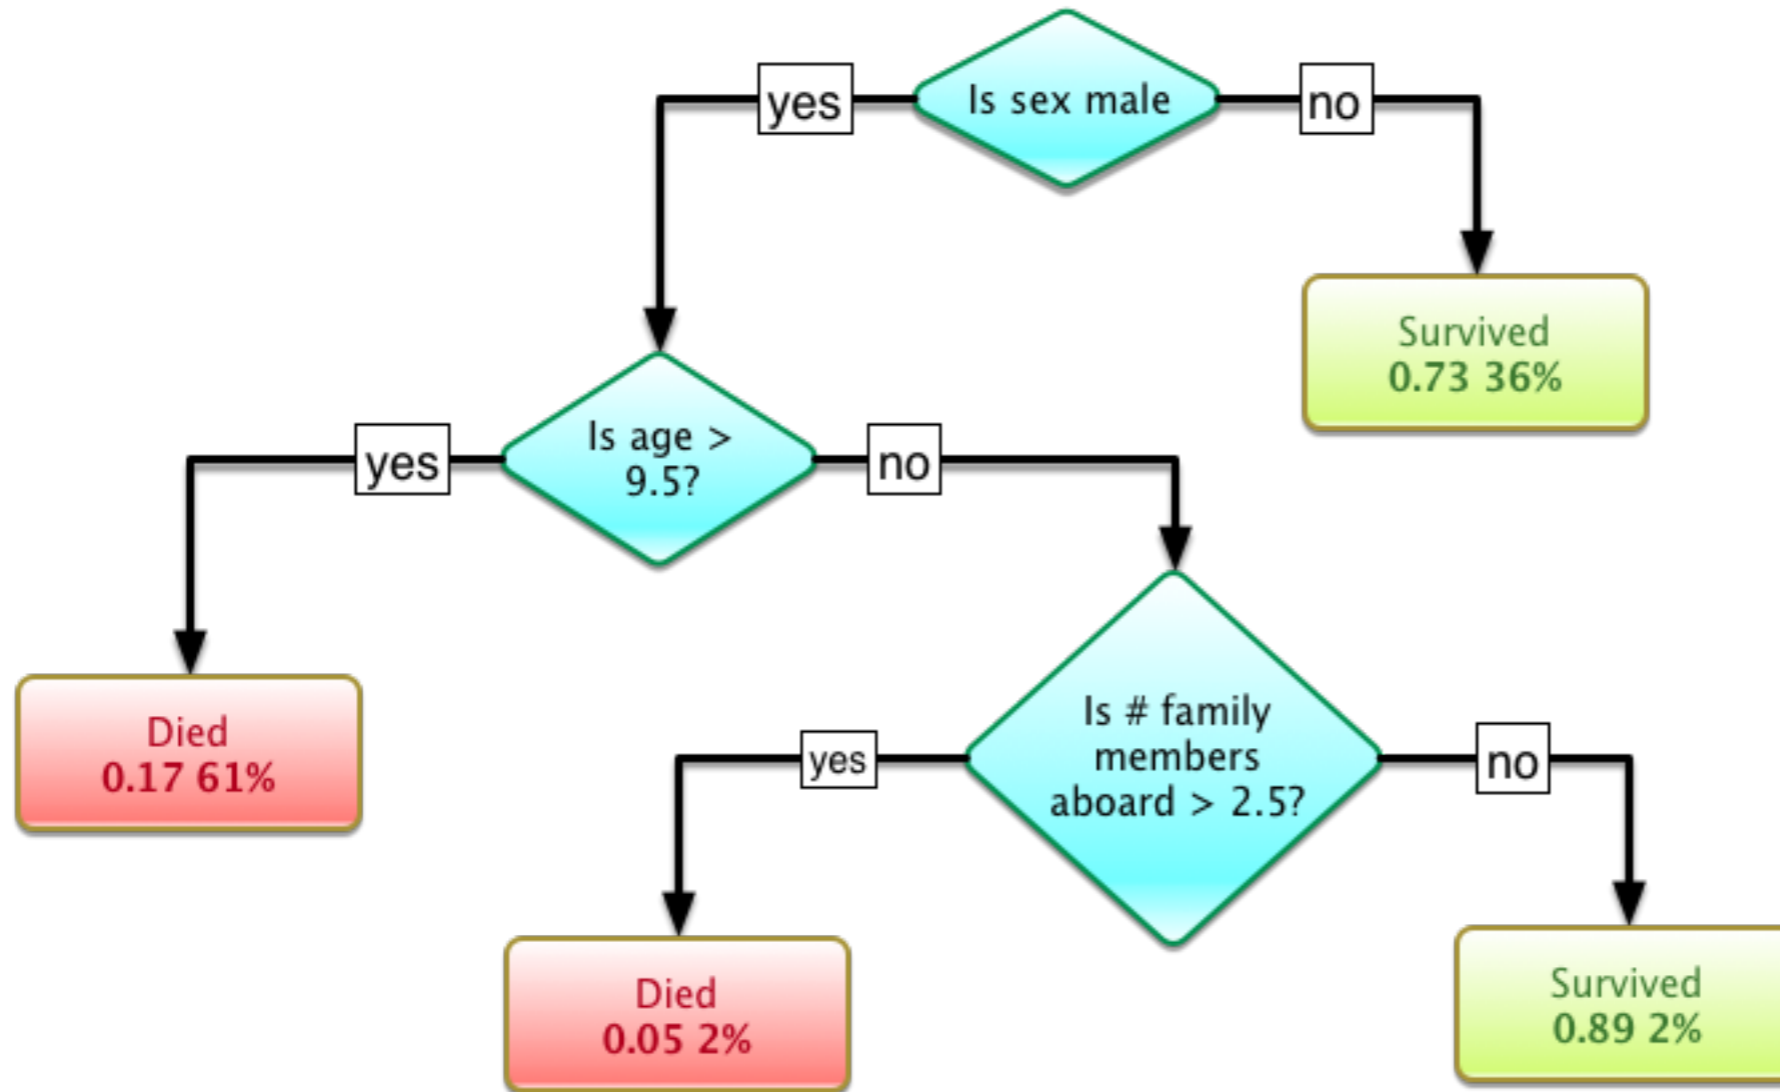 yes
Is sex male
no
Survived
0.73 36%
yes
Is age >
9.5?
no
Died
0.17 61%
yes
Is # family
members
aboard > 2.5?
no
Died
0.05 2%
Survived
0.89 2%